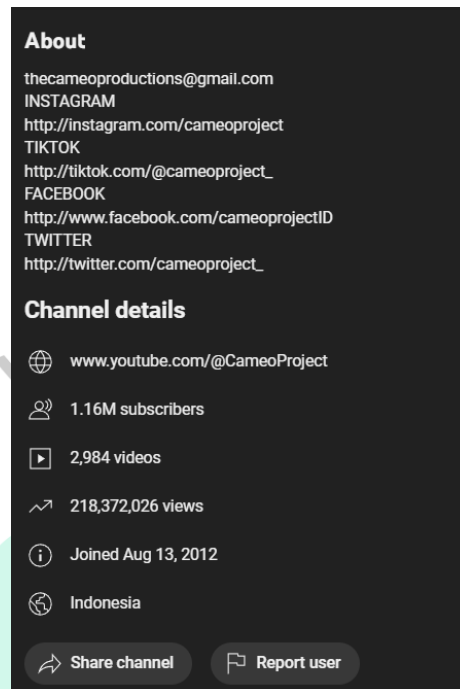 About
thecameoproductions@gmail.com
INSTAGRAM
http://instagram.com/cameoproject
TIKTOK
http://tiktok.com/@cameoproject_
FACEBOOK
http://www.facebook.com/cameoprojectID
TWITTER
http://twitter.com/cameoproject_
Channel details
www.youtube.com/@CameoProject
1.16M subscribers
2,984 videos
218,372,026 views
Joined Aug 13, 2012
Indonesia
Share channel Report user